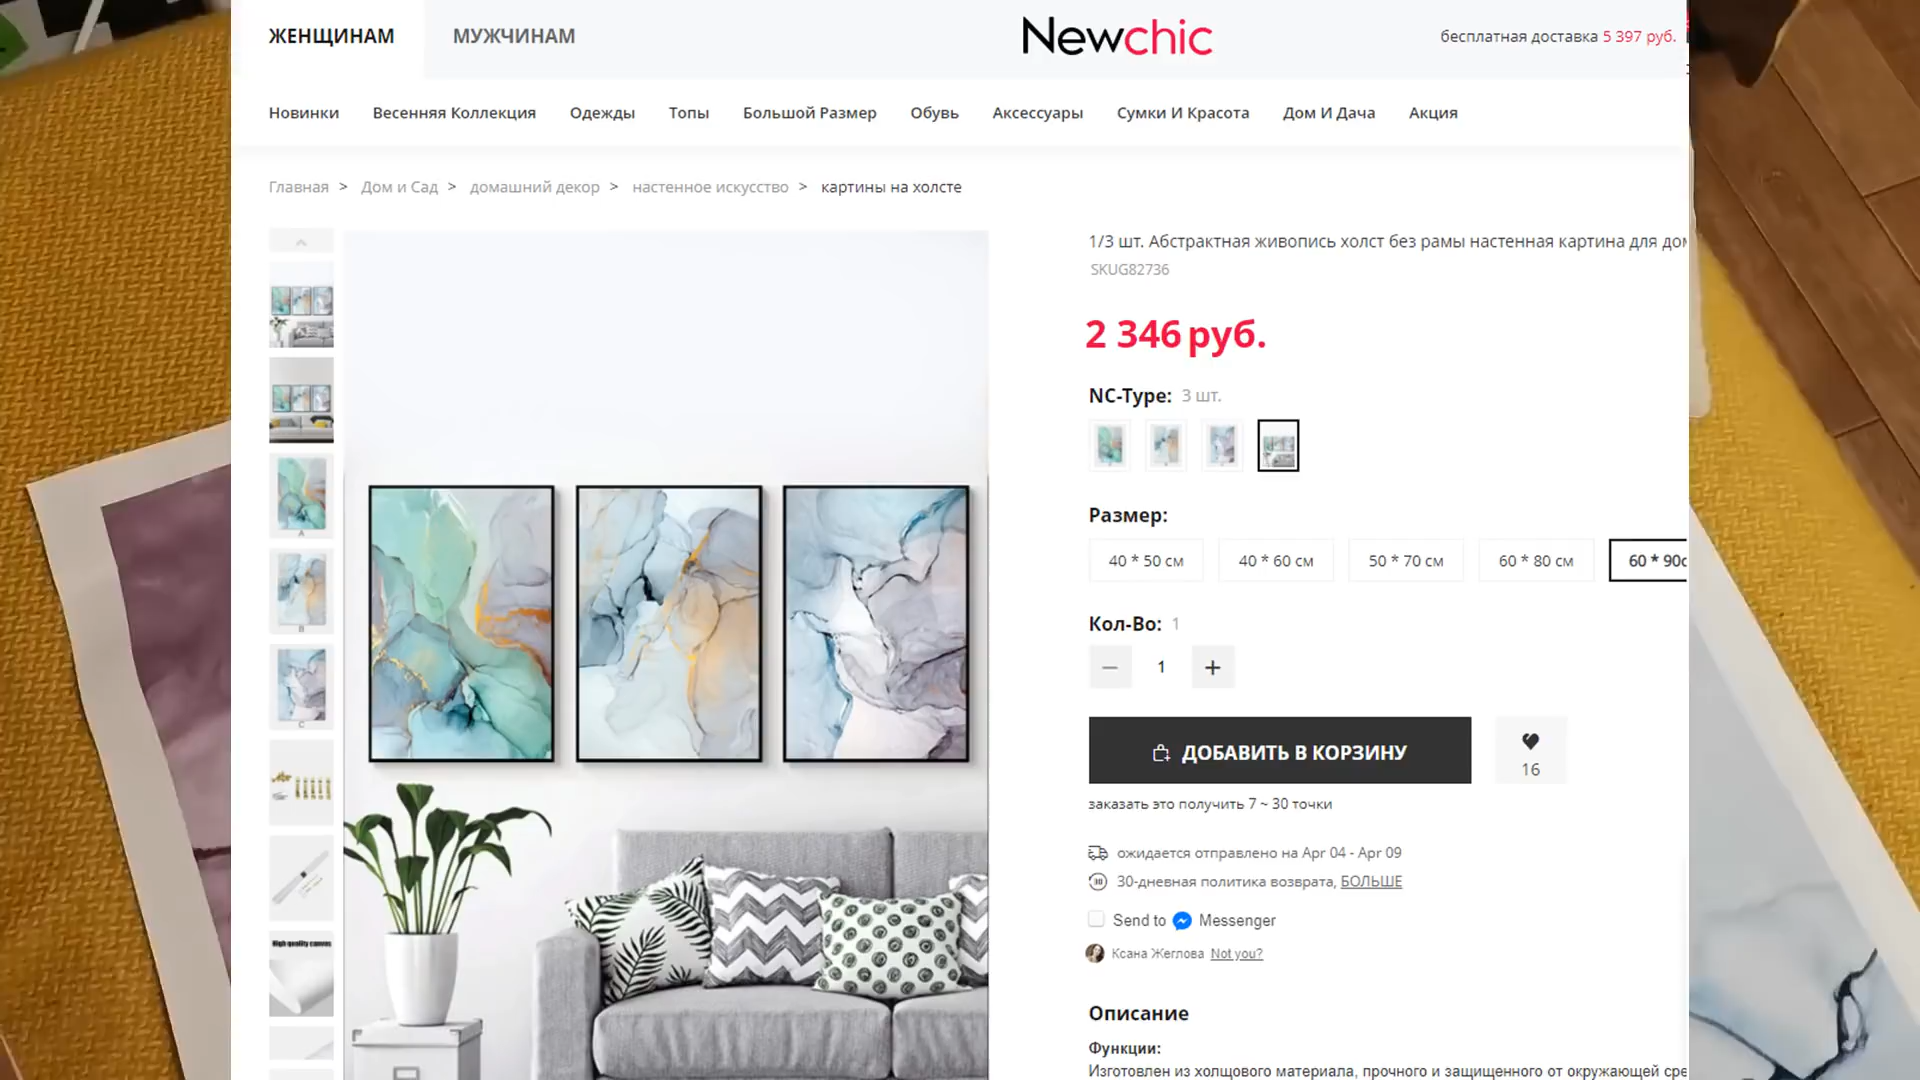 ЖЕНЩИНАМ
МУЖЧИНАМ
Newchic
бесплатная доставка 5 397 руб.
Новинки
Весенняя Коллекция
Одежды
Топы
Большой Размер
Обувь
Аксессуары
Сумки И Красота
Дом И Дача
Акция
Главная > Дом и Сад > домашний декор > настенное искусство > картины на холсте
1/3 шт. Абстрактная живопись холст без рамы настенная картина для
SKUG82736
2 346 руб.
NC-Type: 3 шт.
Размер:
40 * 50 см
40 * 60 см
50 * 70 см
60 * 80 см
60 * 90
Кол-Во: 1
− 1 +
ДОБАВИТЬ В КОРЗИНУ
16
заказать это получить 7 ~ 30 точки
ожидается отправлено на Apr 04 - Apr 09
30-дневная политика возврата, БОЛЬШЕ
Send to Messenger
Ксана Жеглова Not you?
Описание
Функции:
Изготовлен из холщового материала, прочного и защищенного от окружающей
A
B
C
High quality canvas